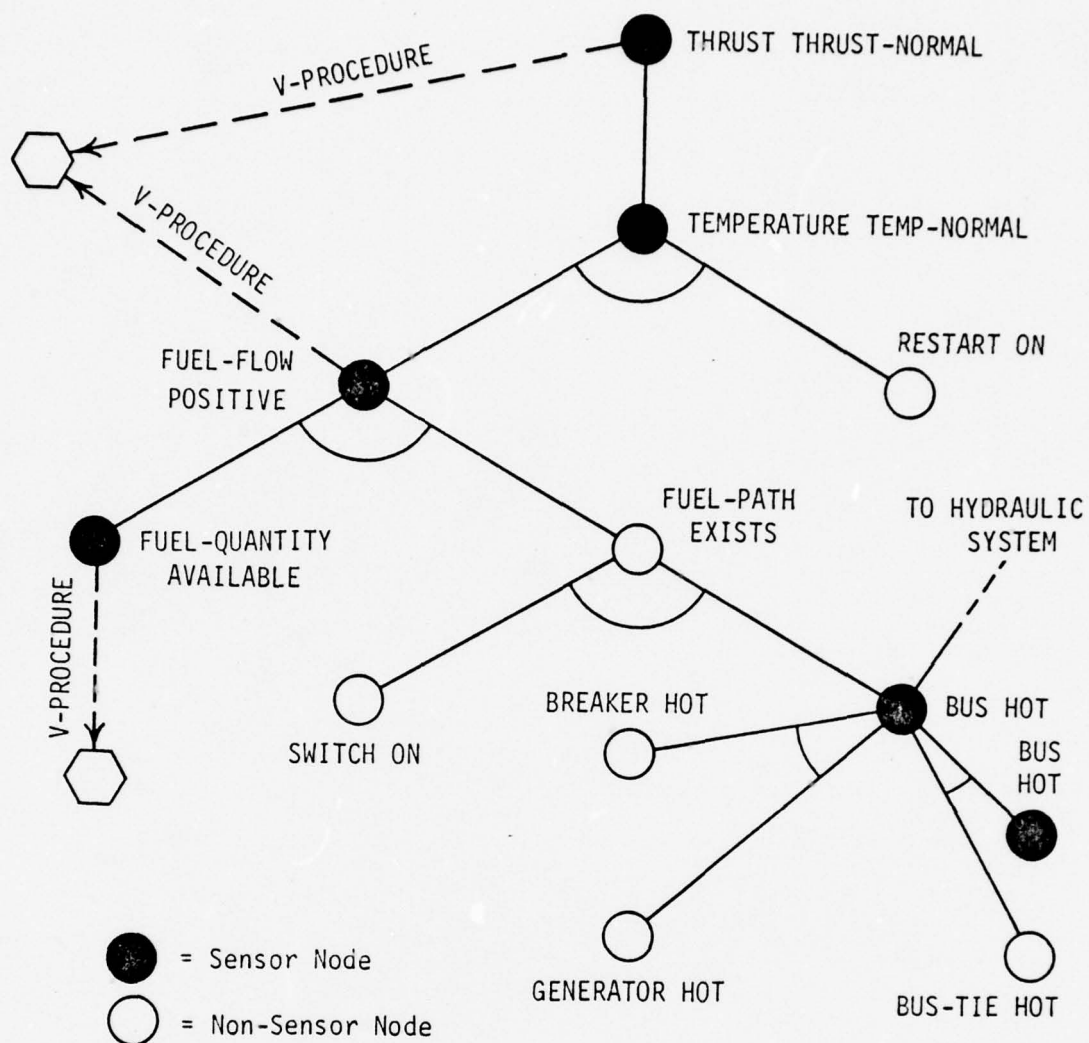 THRUST THRUST-NORMAL
V-PROCEDURE
V-PROCEDURE
TEMPERATURE TEMP-NORMAL
RESTART ON
FUEL-FLOW
POSITIVE
FUEL-PATH
EXISTS
TO HYDRAULIC
SYSTEM
FUEL-QUANTITY
AVAILABLE
V-PROCEDURE
SWITCH ON
BREAKER HOT
BUS HOT
BUS
HOT
GENERATOR HOT
BUS-TIE HOT
= Sensor Node
= Non-Sensor Node